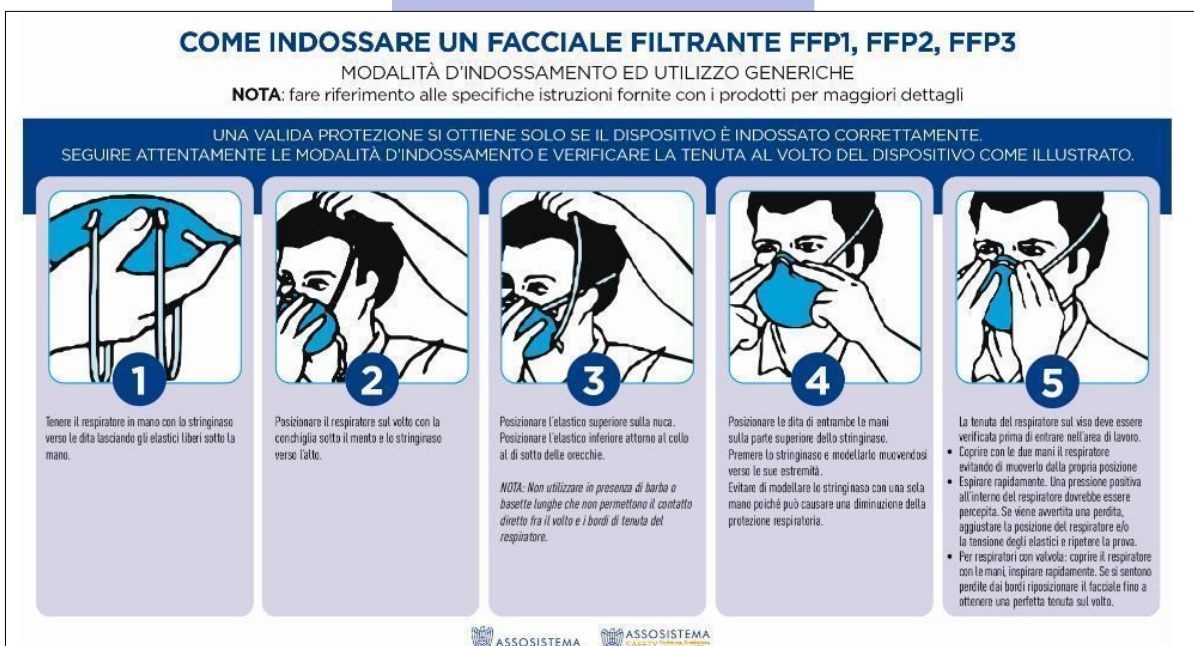 COME INDOSSARE UN FACCIALE FILTRANTE FFP1, FFP2, FFP3
MODALITÀ D'INDOSSAMENTO ED UTILIZZO GENERICHE
NOTA: fare riferimento alle specifiche istruzioni fornite con i prodotti per maggiori dettagli
UNA VALIDA PROTEZIONE SI OTTIENE SOLO SE IL DISPOSITIVO È INDOSSATO CORRETTAMENTE.
SEGUIRE ATTENTAMENTE LE MODALITÀ D'INDOSSAMENTO E VERIFICARE LA TENUTA AL VOLTO DEL DISPOSITIVO COME ILLUSTRATO.
1
Tenere il respiratore in mano con lo stringinaso
verso le dita lasciando gli elastici liberi sotto la
mano.
2
Posizionare il respiratore sul volto con la
conchiglia sotto il mento e lo stringinaso
verso l'alto.
3
Posizionare l'elastico superiore sulla nuca.
Posizionare l'elastico inferiore attorno al collo
al di sotto delle orecchie.
NOTA: Non utilizzare in presenza di barba o
basette lunghe che non permettono il contatto
diretto fra il volto e i bordi di tenuta del
respiratore.
4
Posizionare le dita di entrambe le mani
sulla parte superiore dello stringinaso.
Premere lo stringinaso e modellarlo muovendosi
verso le sue estremità.
Evitare di modellare lo stringinaso con una sola
mano poiché può causare una diminuzione della
protezione respiratoria.
5
La tenuta del respiratore sul viso deve essere
verificata prima di entrare nell'area di lavoro.
• Coprire con le due mani il respiratore
evitando di muoverlo dalla propria posizione
• Espirare rapidamente. Una pressione positiva
all'interno del respiratore dovrebbe essere
percepita. Se viene avvertita una perdita,
aggiustare la posizione del respiratore e/o
la tensione degli elastici e ripetere la prova.
• Per respiratori con valvola: coprire il respiratore
con le mani, inspirare rapidamente. Se si sentono
perdite dai bordi riposizionare il facciale fino a
ottenere una perfetta tenuta sul volto.
ASSOSISTEMA
ASSOSISTEMA
SAFETY